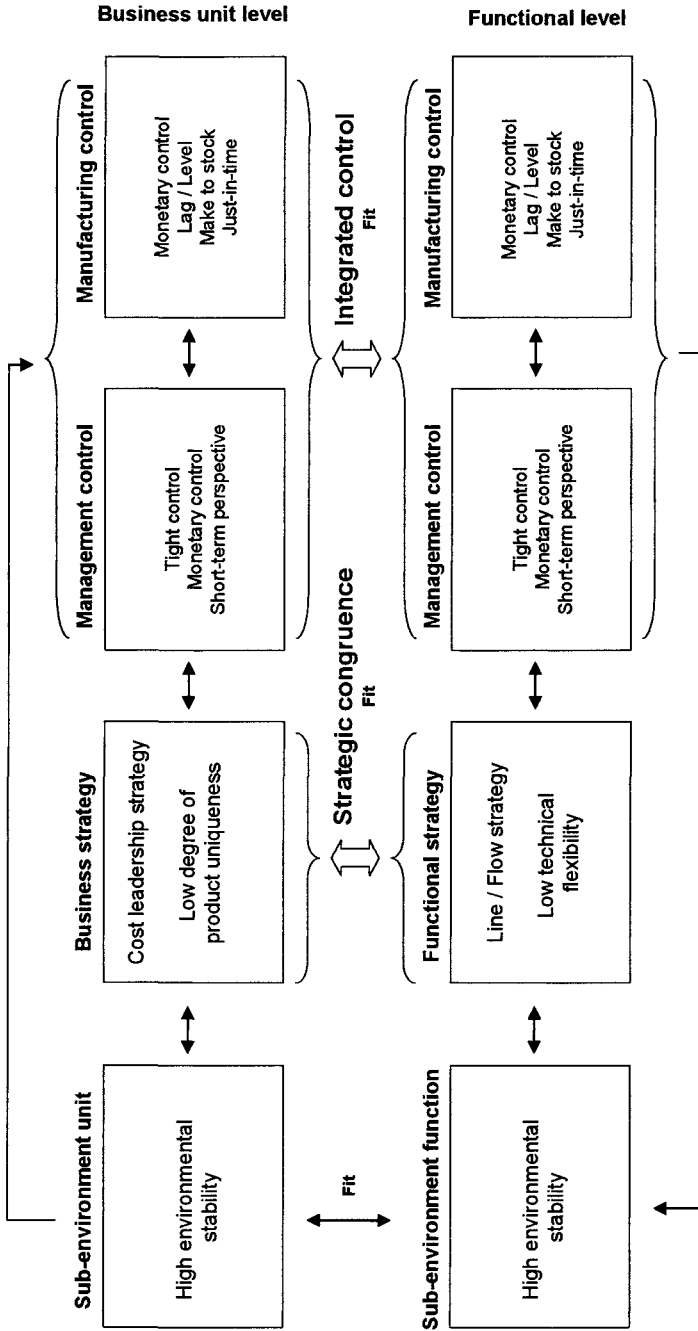 Business unit level
Sub-environment unit
High environmental
stability
Business strategy
Cost leadership strategy
Low degree of
product uniqueness
Management control
Tight control
Monetary control
Short-term perspective
Manufacturing control
Monetary control
Lag / Level
Make to stock
Just-in-time
Fit
Strategic congruence
Fit
Integrated control
Fit
Functional level
Sub-environment function
High environmental
stability
Functional strategy
Line / Flow strategy
Low technical
flexibility
Management control
Tight control
Monetary control
Short-term perspective
Manufacturing control
Monetary control
Lag / Level
Make to stock
Just-in-time